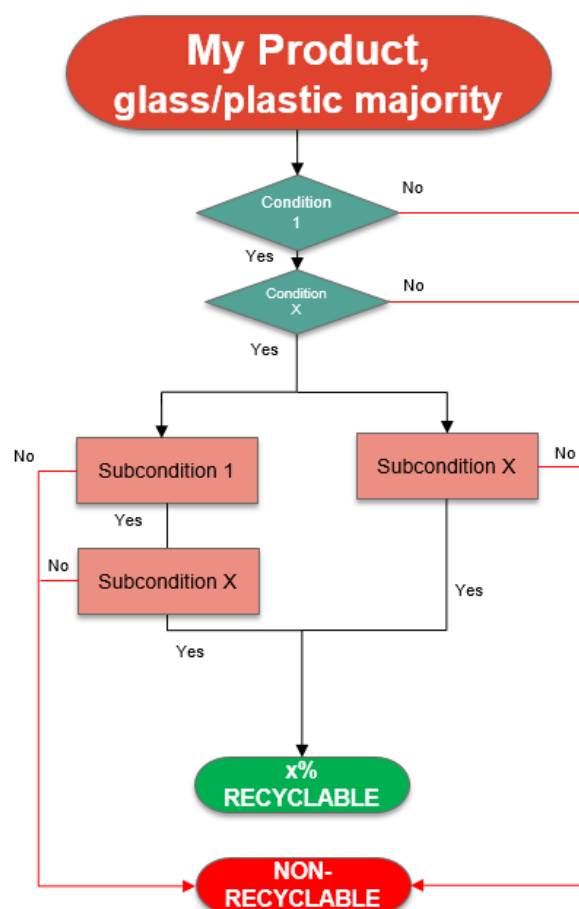 My Product,
glass/plastic majority
No
Condition
1
Yes
No
Condition
X
Yes
No
Subcondition 1
Subcondition X
No
Yes
No
Subcondition X
Yes
Yes
x%
RECYCLABLE
NON-
RECYCLABLE